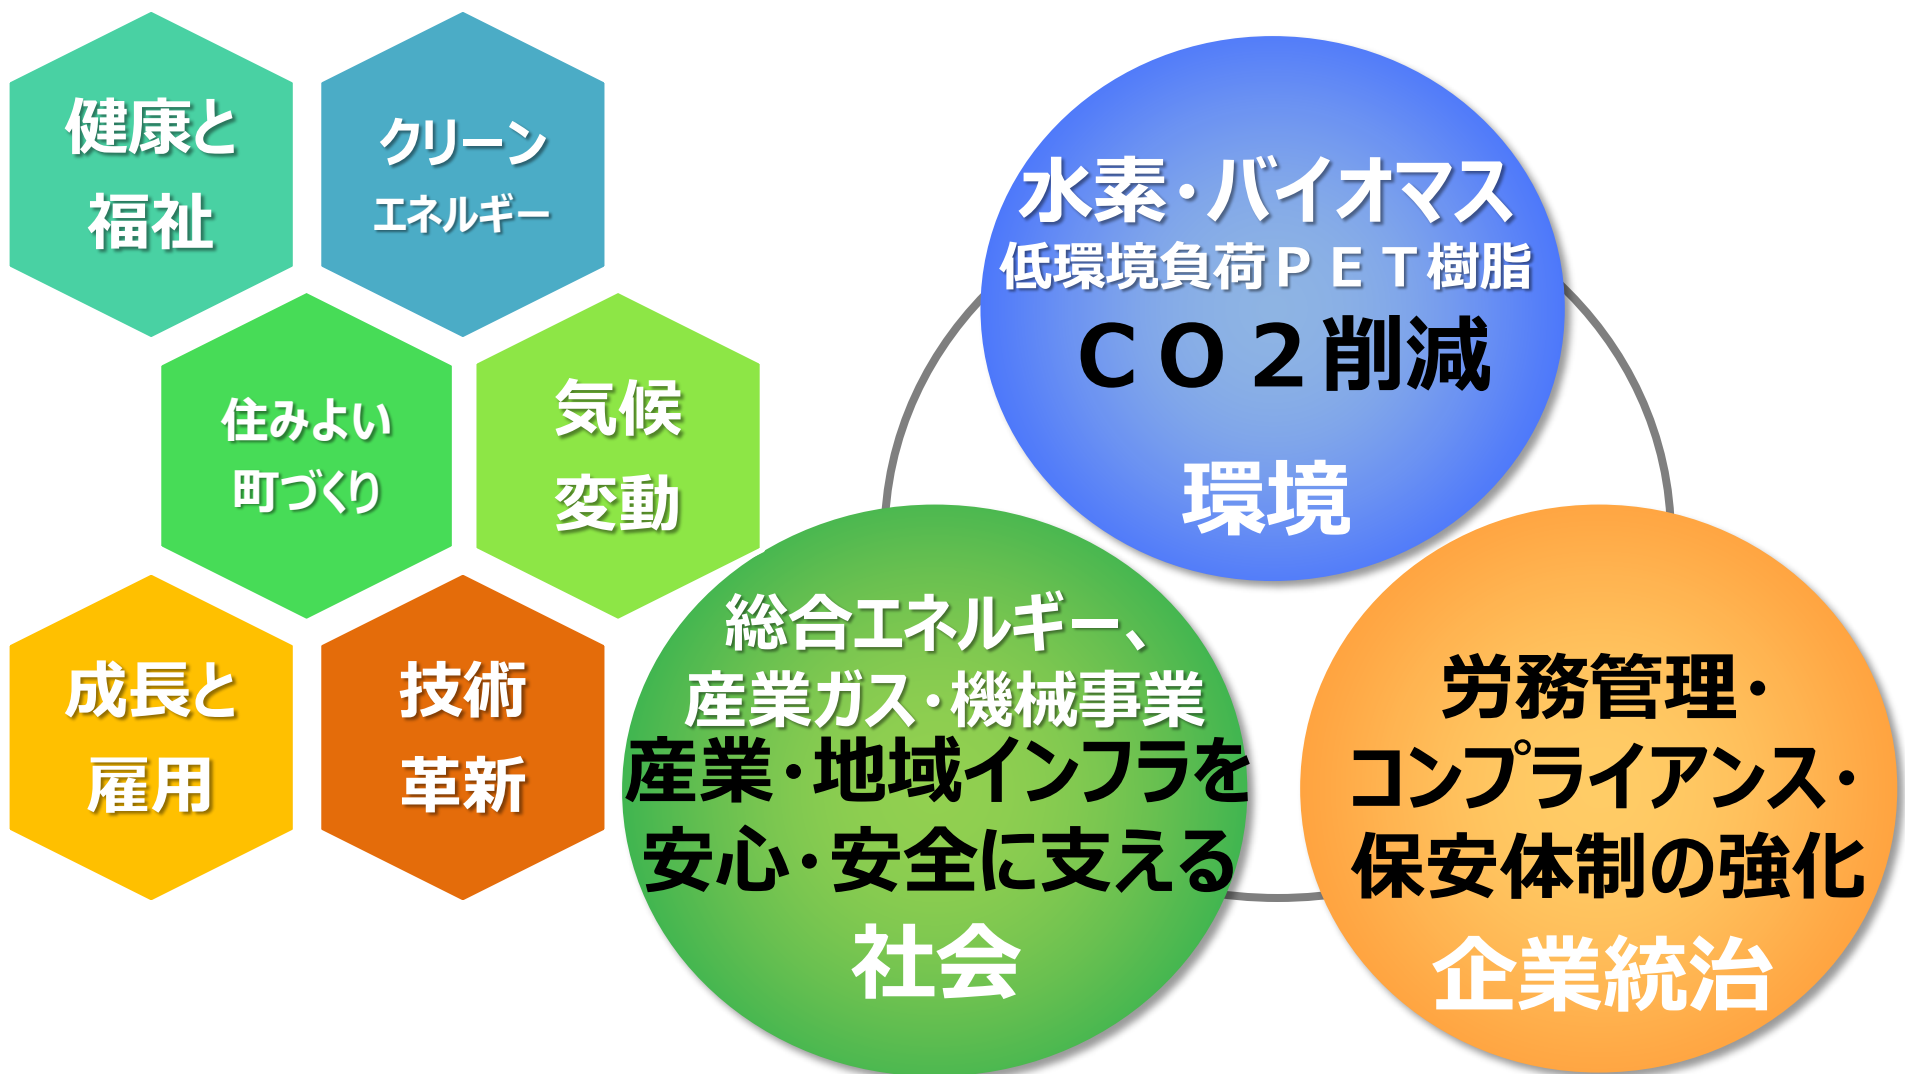 健康と
福祉
クリーン
エネルギー
住みよい
町づくり
気候
変動
成長と
雇用
技術
革新
水素・バイオマス
低環境負荷ＰＥＴ樹脂
ＣＯ２削減
環境
総合エネルギー、
産業ガス・機械事業
産業・地域インフラを
安心・安全に支える
社会
労務管理・
コンプライアンス・
保安体制の強化
企業統治